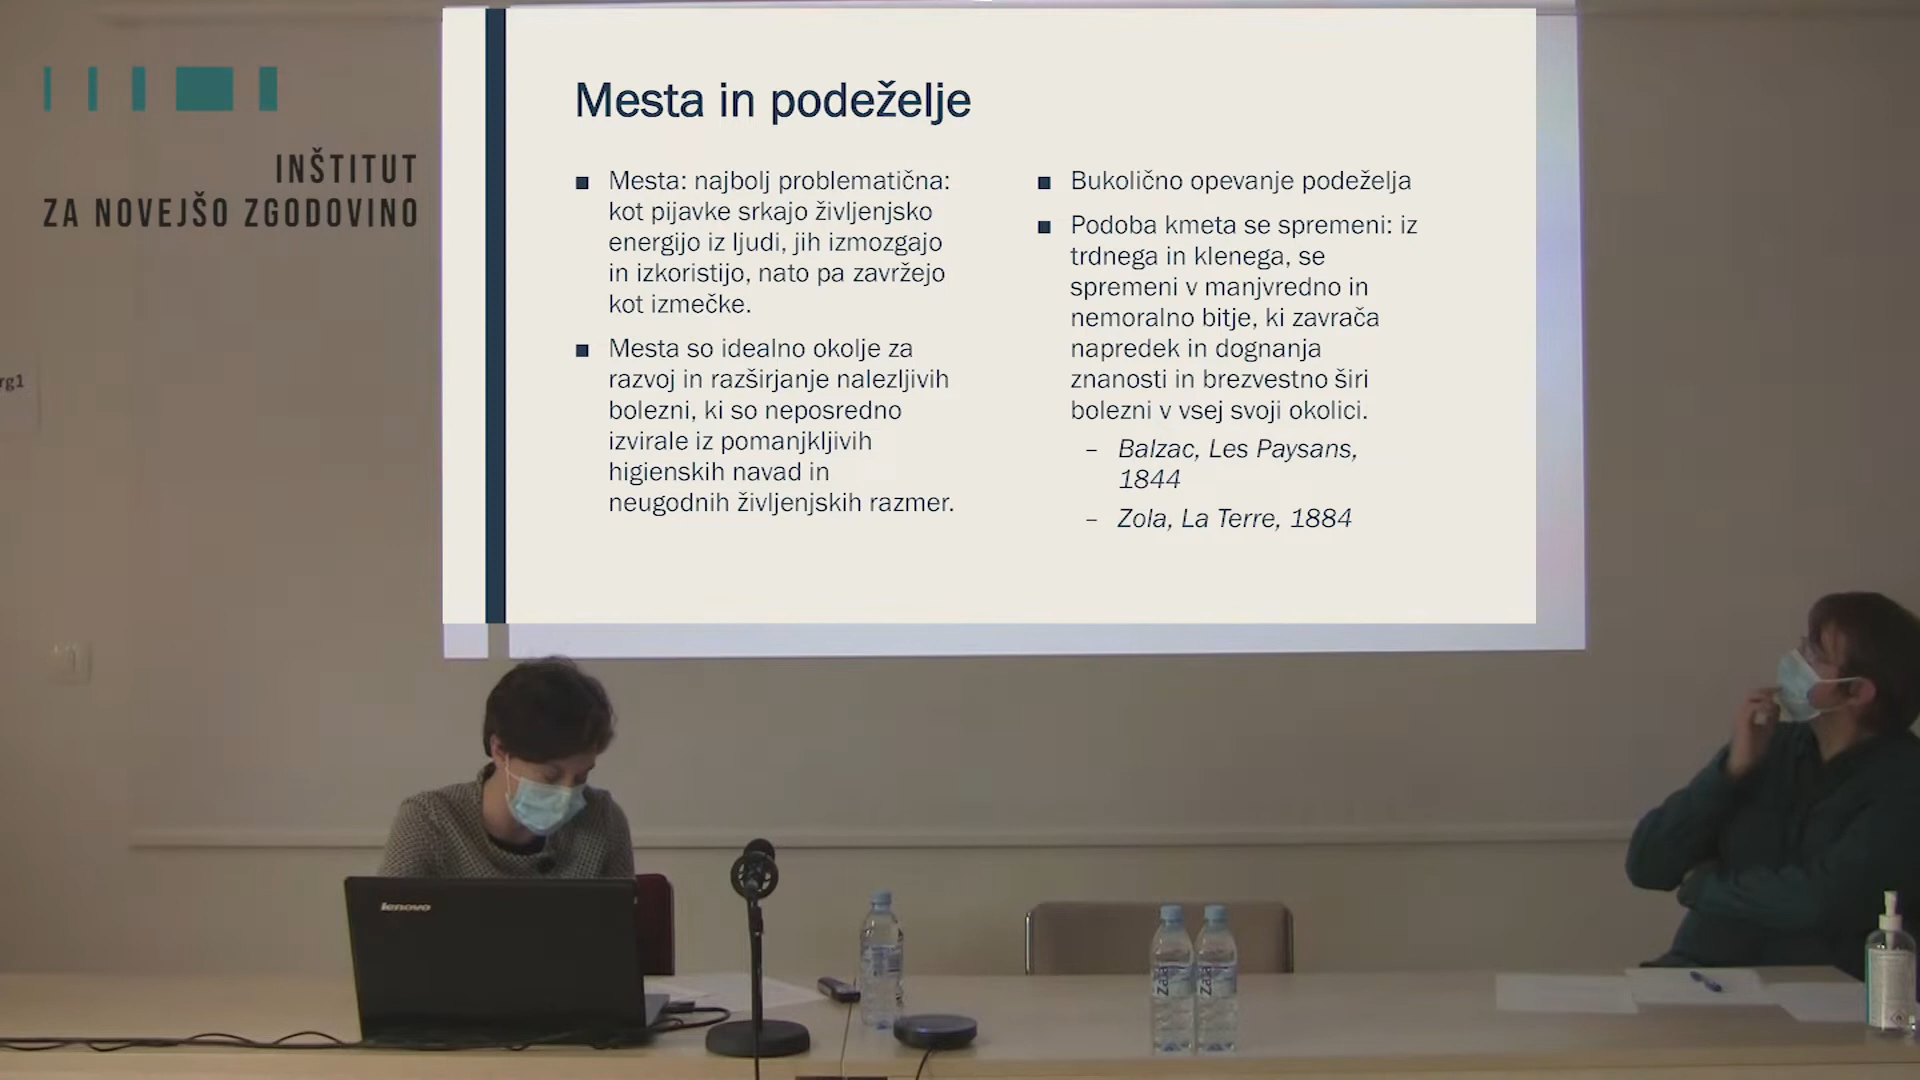 INŠTITUT
ZA NOVEJŠO ZGODOVINO
rg1
Mesta in podeželje
■ Mesta: najbolj problematična:
kot pijavke srkajo življenjsko
energijo iz ljudi, jih izmozgajo
in izkoristijo, nato pa zavržejo
kot izmečke.
■ Mesta so idealno okolje za
razvoj in razširjanje nalezljivih
bolezni, ki so neposredno
izvirale iz pomanjkljivih
higienskih navad in
neugodnih življenjskih razmer.
■ Bukolično opevanje podeželja
■ Podoba kmeta se spremeni: iz
trdnega in klenega, se
spremeni v manjvredno in
nemoralno bitje, ki zavrača
napredek in dognanja
znanosti in brezvestno širi
bolezni v vsej svoji okolici.
– Balzac, Les Paysans,
1844
– Zola, La Terre, 1884
lenovo
Zala
Zala